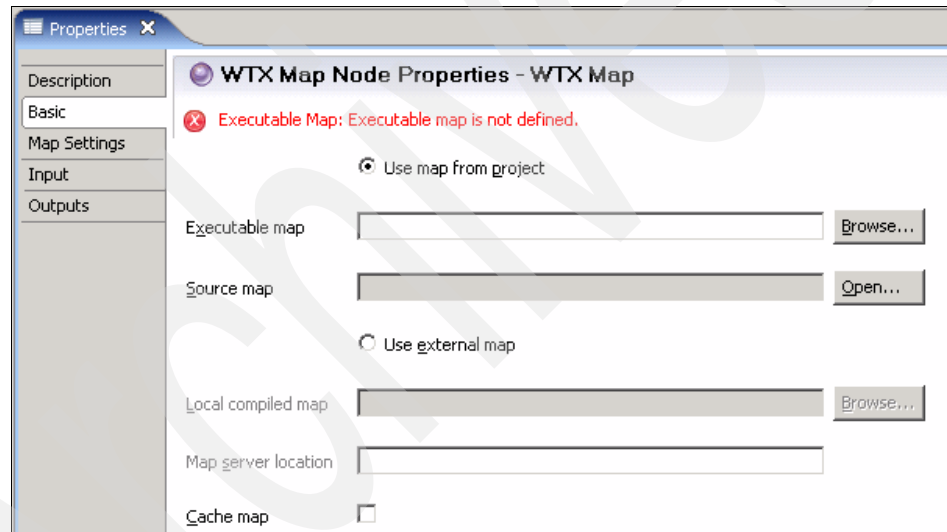 Properties
Description
Basic
Map Settings
Input
Outputs
WTX Map Node Properties - WTX Map
Executable Map: Executable map is not defined.
Use map from project
Executable map
Browse...
Source map
Open...
Use external map
Local compiled map
Browse...
Map server location
Cache map